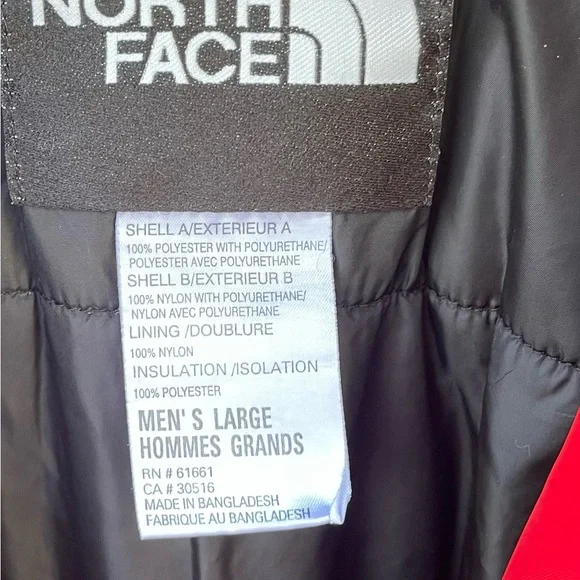 NORTH
FACE
SHELL A/EXTERIEUR A
100% POLYESTER WITH POLYURETHANE/
POLYESTER AVEC POLYURETHANE
SHELL B/EXTERIEUR B
100% NYLON WITH POLYURETHANE/
NYLON AVEC POLYURETHANE
LINING /DOUBLURE
100% NYLON
INSULATION /ISOLATION
100% POLYESTER
MEN' S LARGE
HOMMES GRANDS
RN # 61661
CA # 30516
MADE IN BANGLADESH
FABRIQUE AU BANGLADESH